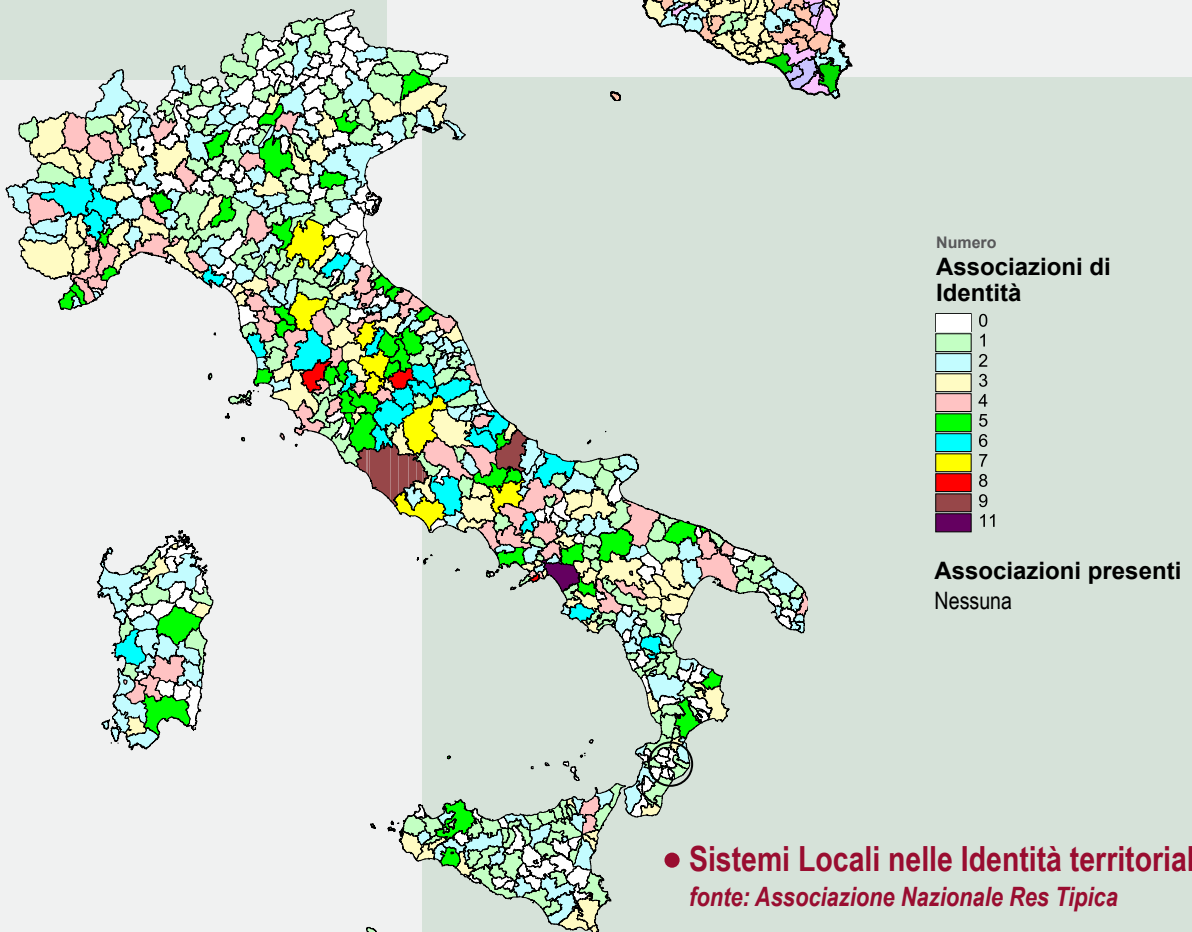 Numero
Associazioni di
Identità
0
1
2
3
4
5
6
7
8
9
11
Associazioni presenti
Nessuna
• Sistemi Locali nelle Identità territorial
fonte: Associazione Nazionale Res Tipica